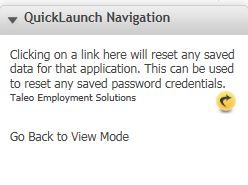 QuickLaunch Navigation
Clicking on a link here will reset any saved
data for that application. This can be used
to reset any saved password credentials.
Taleo Employment Solutions
Go Back to View Mode